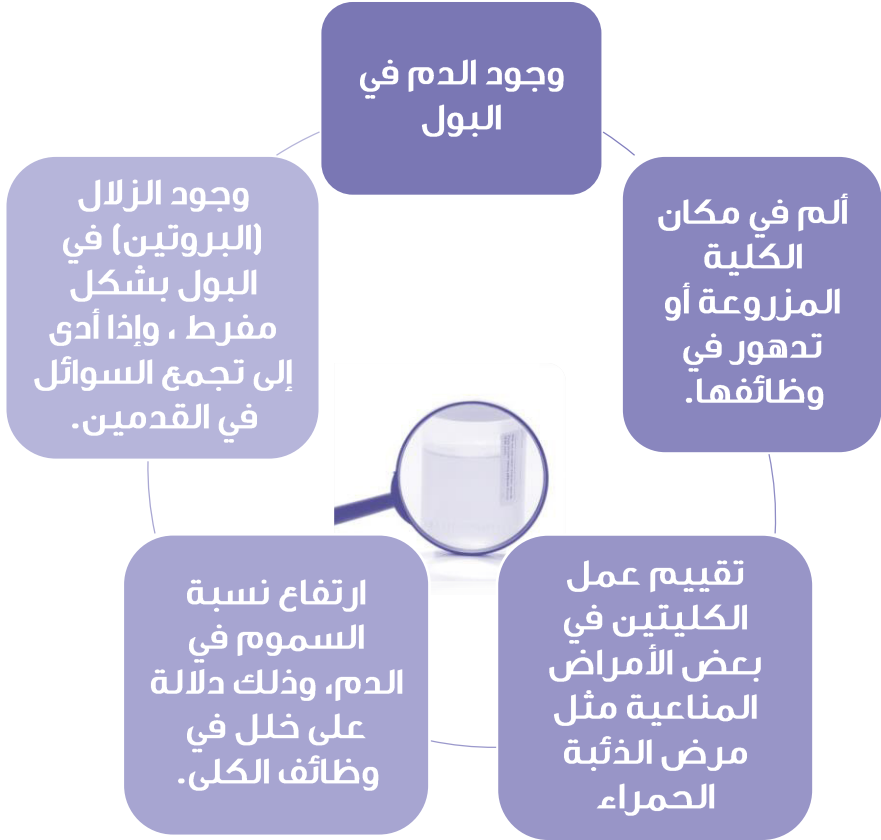 وجود الدم في
البول
ألم في مكان
الكلية
المزروعة أو
تدهور في
وظائفها.
تقييم عمل
الكليتين في
بعض الأمراض
المناعية مثل
مرض الذئبة
الحمراء
ارتفاع نسبة
السموم في
الدم، وذلك دلالة
على خلل في
وظائف الكلى.
وجود الزلال
(البروتين) في
البول بشكل
مفرط ، وإذا أدى
إلى تجمع السوائل
في القدمين.